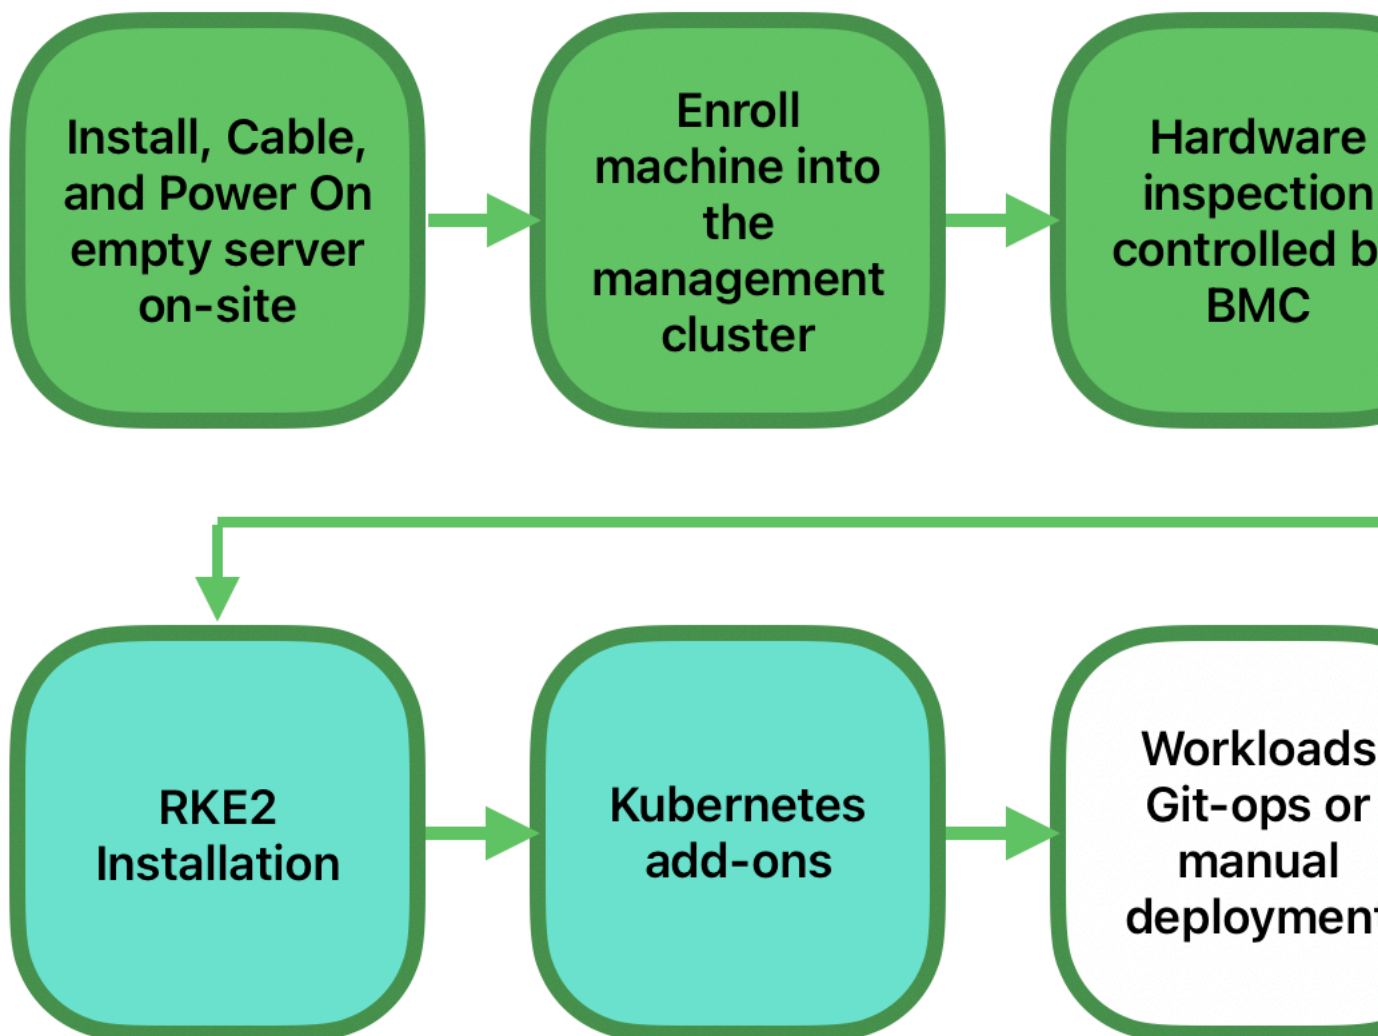 Install, Cable,
and Power On
empty server
on-site
Enroll
machine into
the
management
cluster
Hardware
inspection
controlled b
BMC
RKE2
Installation
Kubernetes
add-ons
Workloads
Git-ops or
manual
deployment